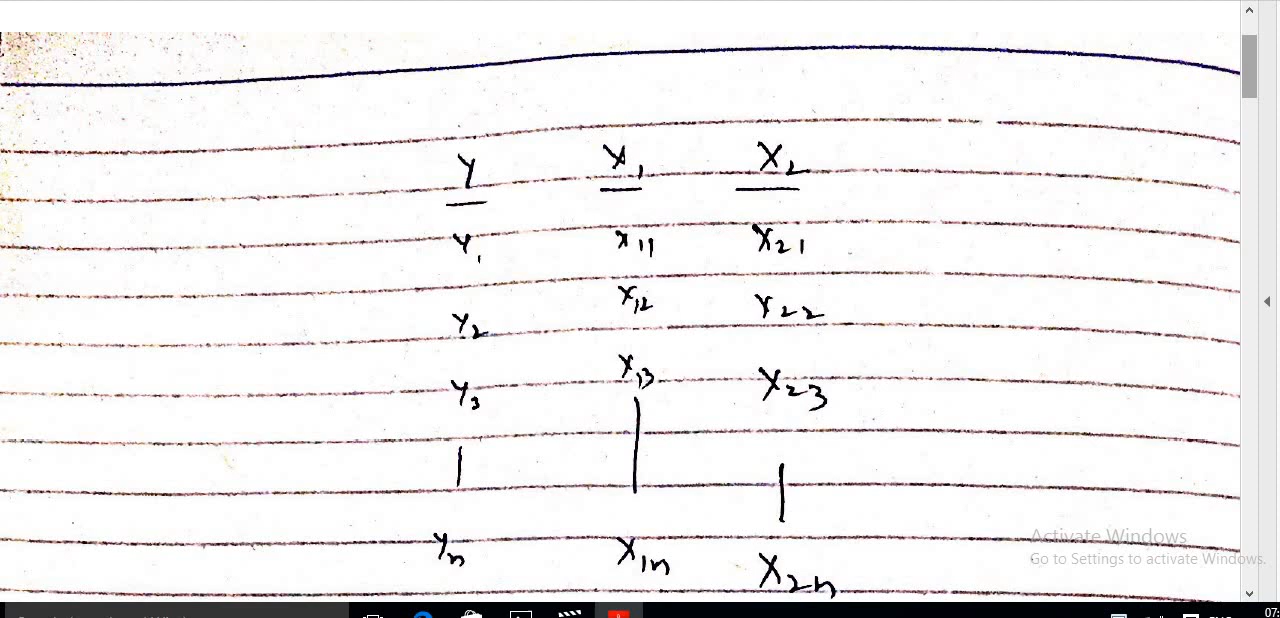 Y X₁ X₂
Y₁ X₁₁ X₂₁
Y₂ X₁₂ X₂₂
Y₃ X₁₃ X₂₃
Yₙ X₁ₙ X₂ₙ
Activate Windows
Go to Settings to activate Windows.
07: